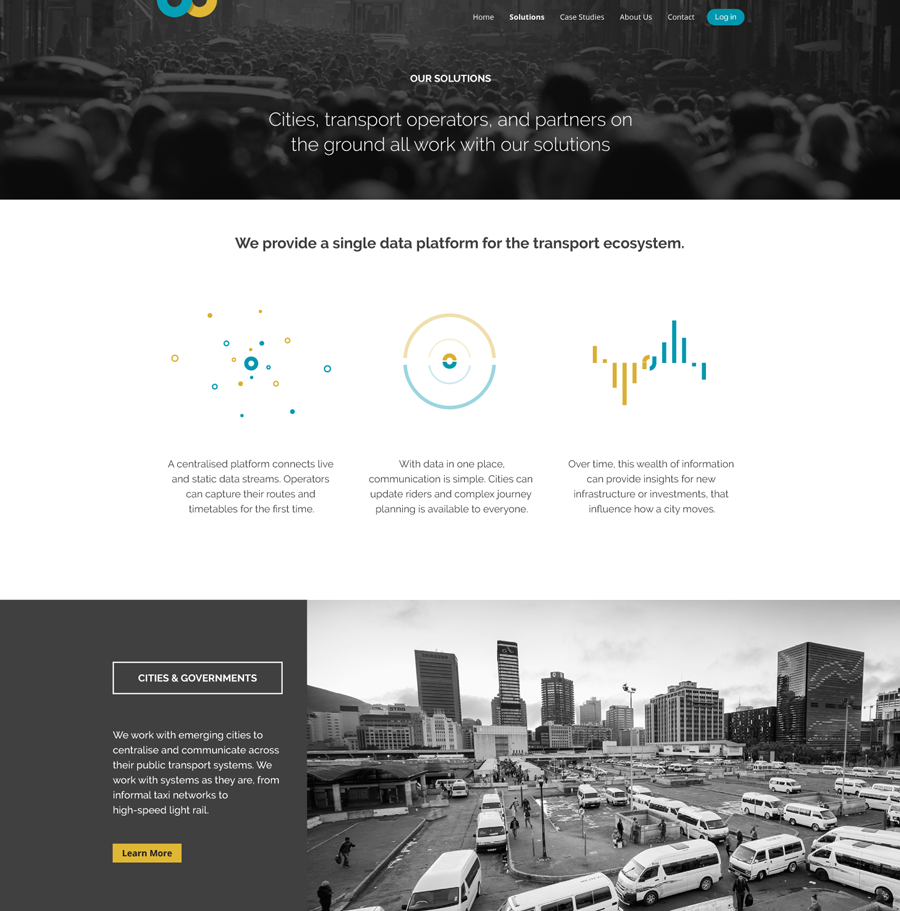 Home Solutions Case Studies About Us Contact Log in
OUR SOLUTIONS
Cities, transport operators, and partners on
the ground all work with our solutions
We provide a single data platform for the transport ecosystem.
A centralised platform connects live
and static data streams. Operators
can capture their routes and
timetables for the first time.
With data in one place,
communication is simple. Cities can
update riders and complex journey
planning is available to everyone.
Over time, this wealth of information
can provide insights for new
infrastructure or investments, that
influence how a city moves.
CITIES & GOVERNMENTS
We work with emerging cities to
centralise and communicate across
their public transport systems. We
work with systems as they are, from
informal taxi networks to
high-speed light rail.
Learn More